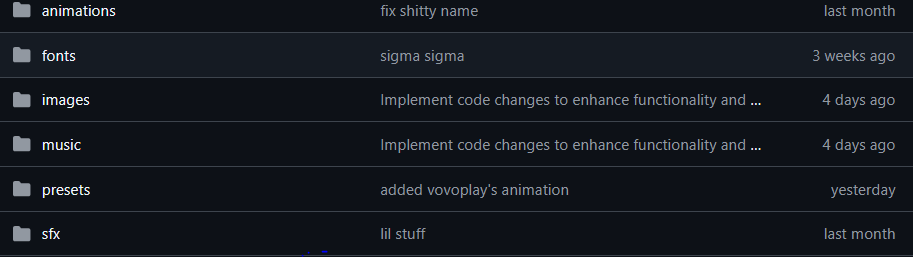 animations fix shitty name last month
fonts sigma sigma 3 weeks ago
images Implement code changes to enhance functionality and ... 4 days ago
music Implement code changes to enhance functionality and ... 4 days ago
presets added vovoplay's animation yesterday
sfx lil stuff last month